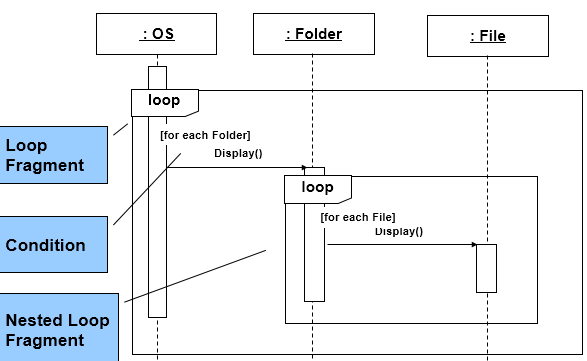 : OS
: Folder
: File
loop
[for each Folder]
Display()
Loop
Fragment
loop
[for each File]
Display()
Condition
Nested Loop
Fragment